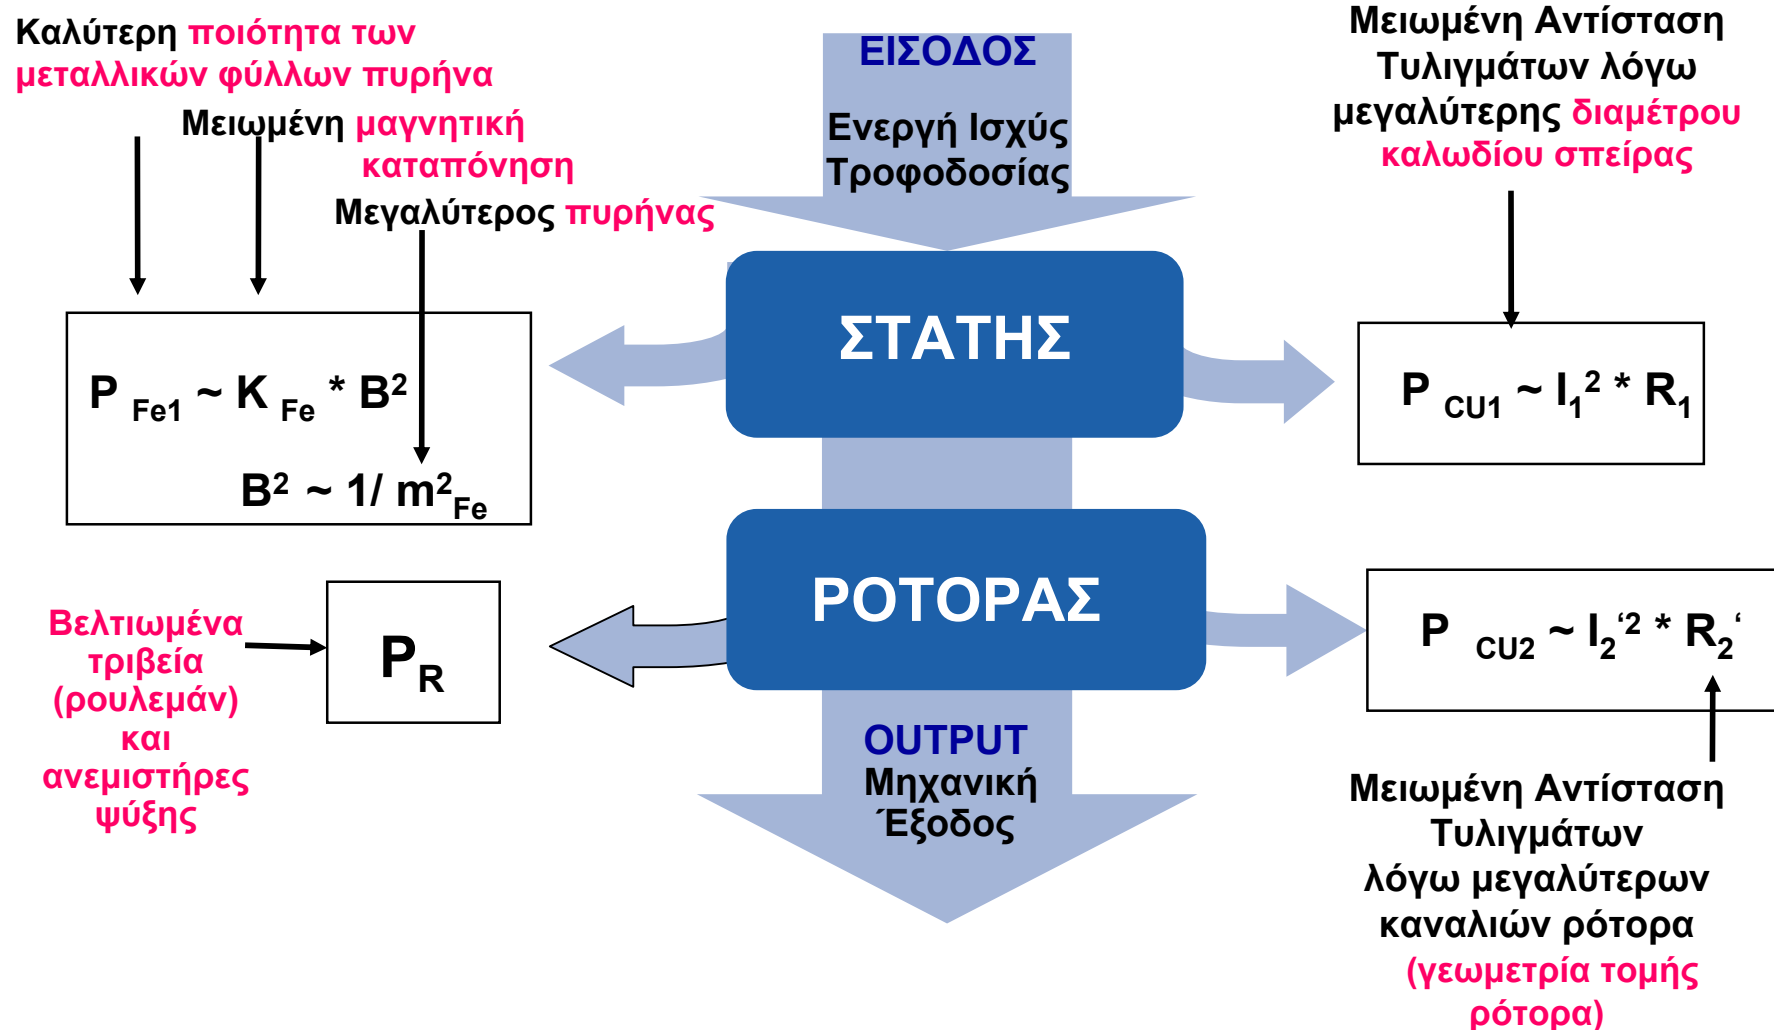 Καλύτερη ποιότητα των
μεταλλικών φύλλων πυρήνα
Μειωμένη μαγνητική
καταπόνηση
Μεγαλύτερος πυρήνας
ΕΙΣΟΔΟΣ
Ενεργή Ισχύς
Τροφοδοσίας
Μειωμένη Αντίσταση
Τυλιγμάτων λόγω
μεγαλύτερης διαμέτρου
καλωδίου σπείρας
ΣΤΑΤΗΣ
P Fe1 ~ K Fe * B²
B² ~ 1/ m²Fe
P CU1 ~ I₁² * R₁
ΡΟΤΟΡΑΣ
Βελτιωμένα
τριβεία
(ρουλεμάν)
και
ανεμιστήρες
ψύξης
PR
P CU2 ~ I₂‘² * R₂‘
OUTPUT
Μηχανική
Έξοδος
Μειωμένη Αντίσταση
Τυλιγμάτων
λόγω μεγαλύτερων
καναλιών ρότορα
(γεωμετρία τομής
ρότορα)